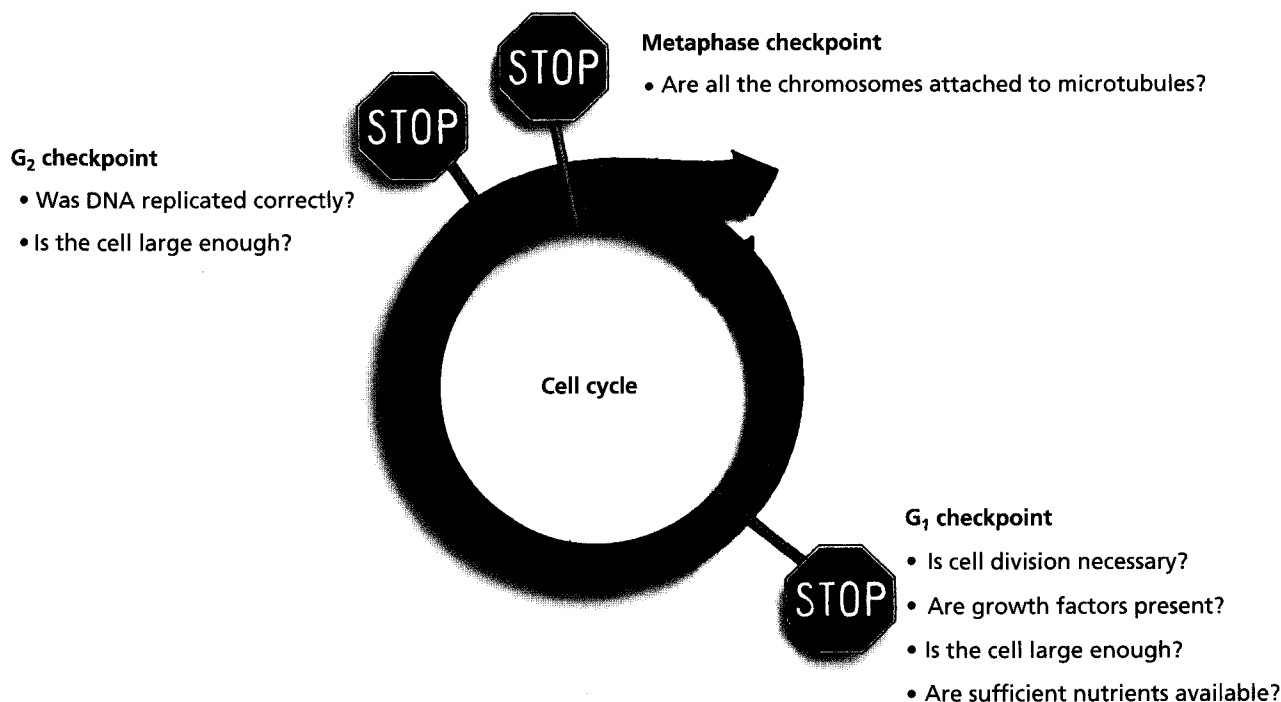 STOP
Metaphase checkpoint
• Are all the chromosomes attached to microtubules?
STOP
G₂ checkpoint
• Was DNA replicated correctly?
• Is the cell large enough?
Cell cycle
G₁ checkpoint
• Is cell division necessary?
STOP
• Are growth factors present?
• Is the cell large enough?
• Are sufficient nutrients available?